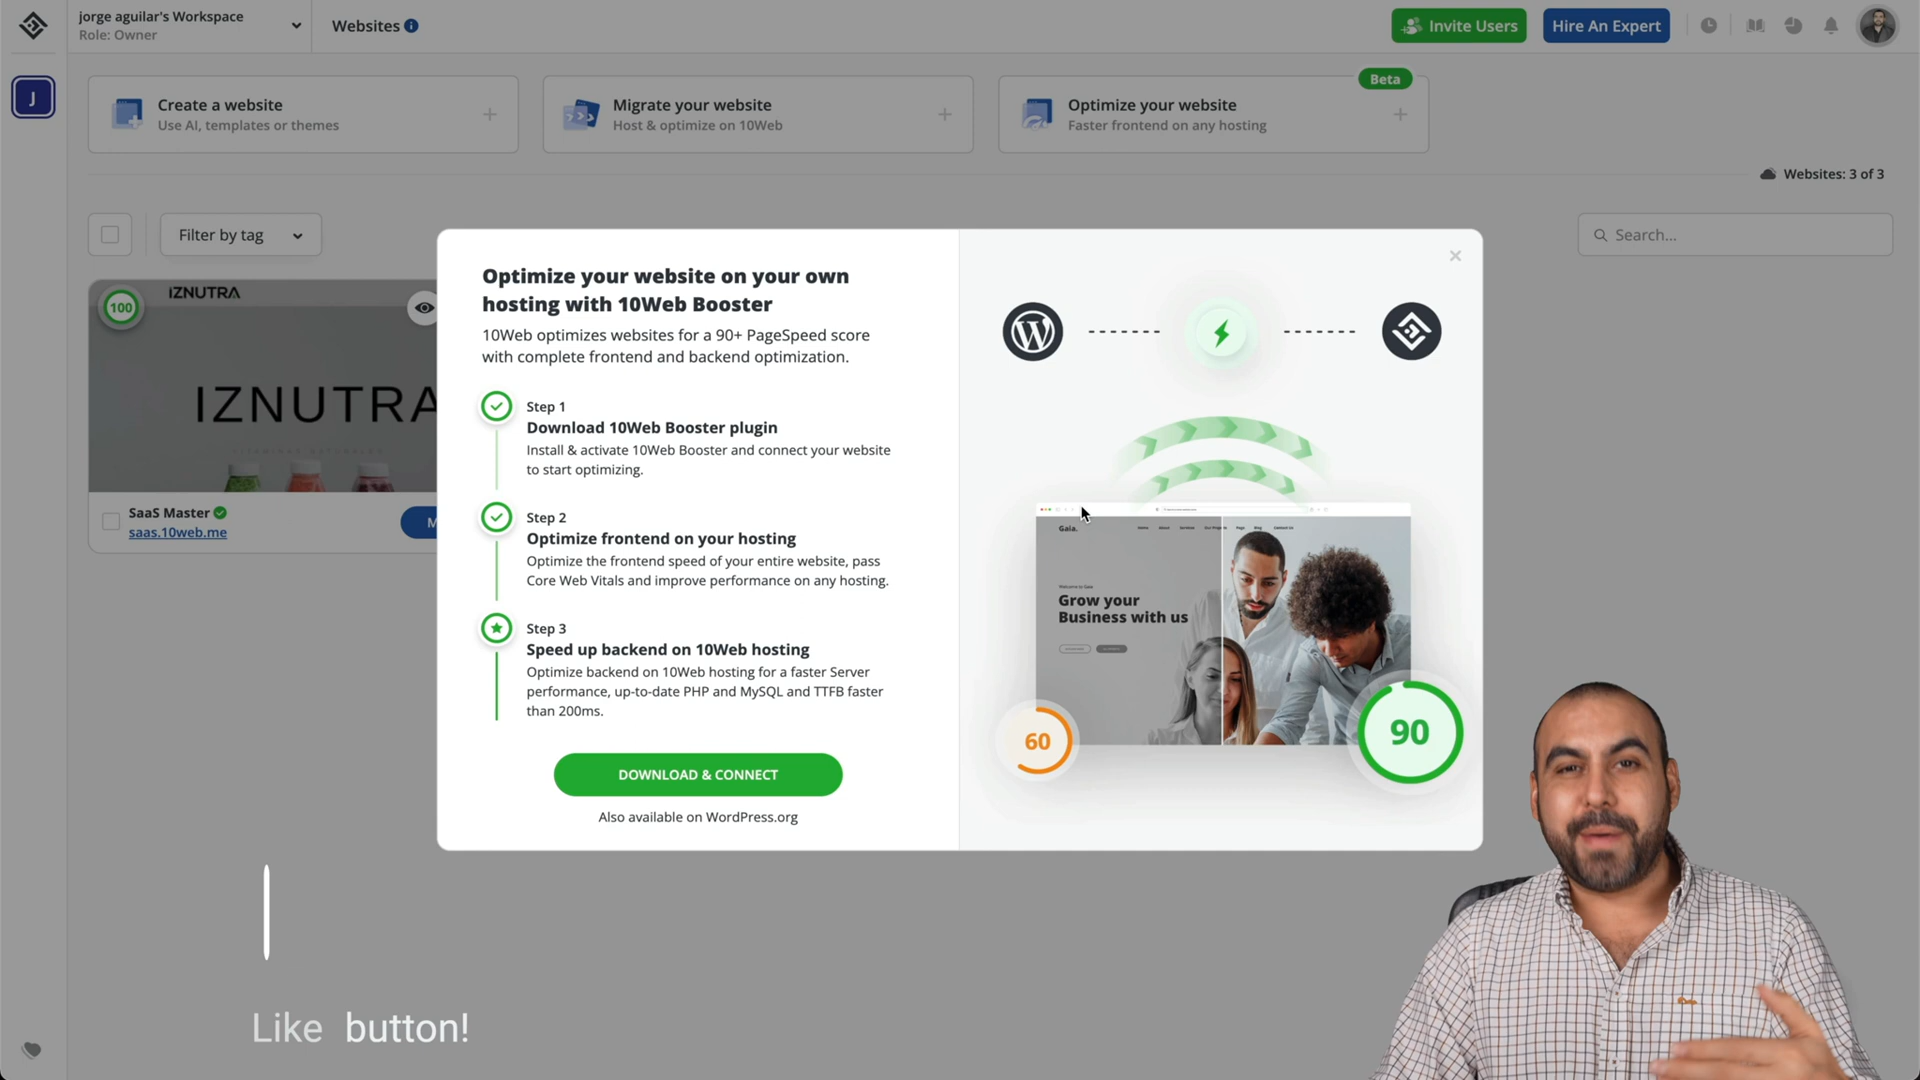 jorge aguilar's Workspace
Role: Owner
Websites
Invite Users
Hire An Expert
J
Create a website
Use AI, templates or themes
Migrate your website
Host & optimize on 10Web
Beta
Optimize your website
Faster frontend on any hosting
Websites: 3 of 3
Filter by tag
Search...
100
IZNUTRA
IZNUTRA
SaaS Master
saas.10web.me
M
Optimize your website on your own
hosting with 10Web Booster
10Web optimizes websites for a 90+ PageSpeed score
with complete frontend and backend optimization.
Step 1
Download 10Web Booster plugin
Install & activate 10Web Booster and connect your website
to start optimizing.
Step 2
Optimize frontend on your hosting
Optimize the frontend speed of your entire website, pass
Core Web Vitals and improve performance on any hosting.
Step 3
Speed up backend on 10Web hosting
Optimize backend on 10Web hosting for a faster Server
performance, up-to-date PHP and MySQL and TTFB faster
than 200ms.
DOWNLOAD & CONNECT
Also available on WordPress.org
Gaia.
Welcome to Gaia
Grow your
Business with us
60
90
Like button!